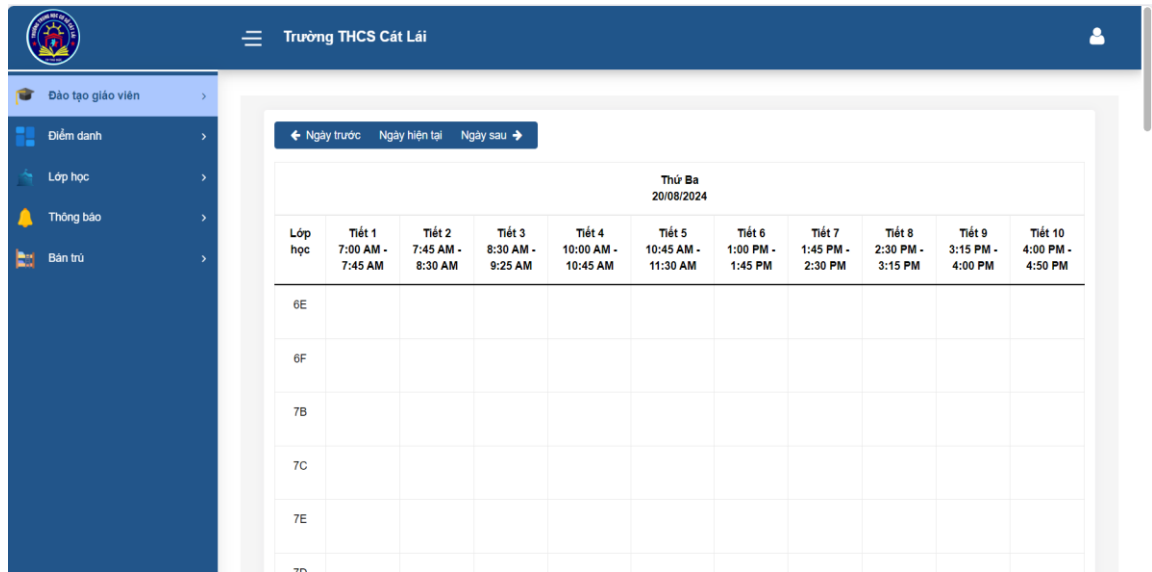 Trường THCS Cát Lái
Đào tạo giáo viên
Điểm danh
Lớp học
Thông báo
Bán trú
Ngày trước Ngày hiện tại Ngày sau
Thứ Ba
20/08/2024
Lớp học
Tiết 1 7:00 AM - 7:45 AM
Tiết 2 7:45 AM - 8:30 AM
Tiết 3 8:30 AM - 9:25 AM
Tiết 4 10:00 AM - 10:45 AM
Tiết 5 10:45 AM - 11:30 AM
Tiết 6 1:00 PM - 1:45 PM
Tiết 7 1:45 PM - 2:30 PM
Tiết 8 2:30 PM - 3:15 PM
Tiết 9 3:15 PM - 4:00 PM
Tiết 10 4:00 PM - 4:50 PM
6E
6F
7B
7C
7E
7D